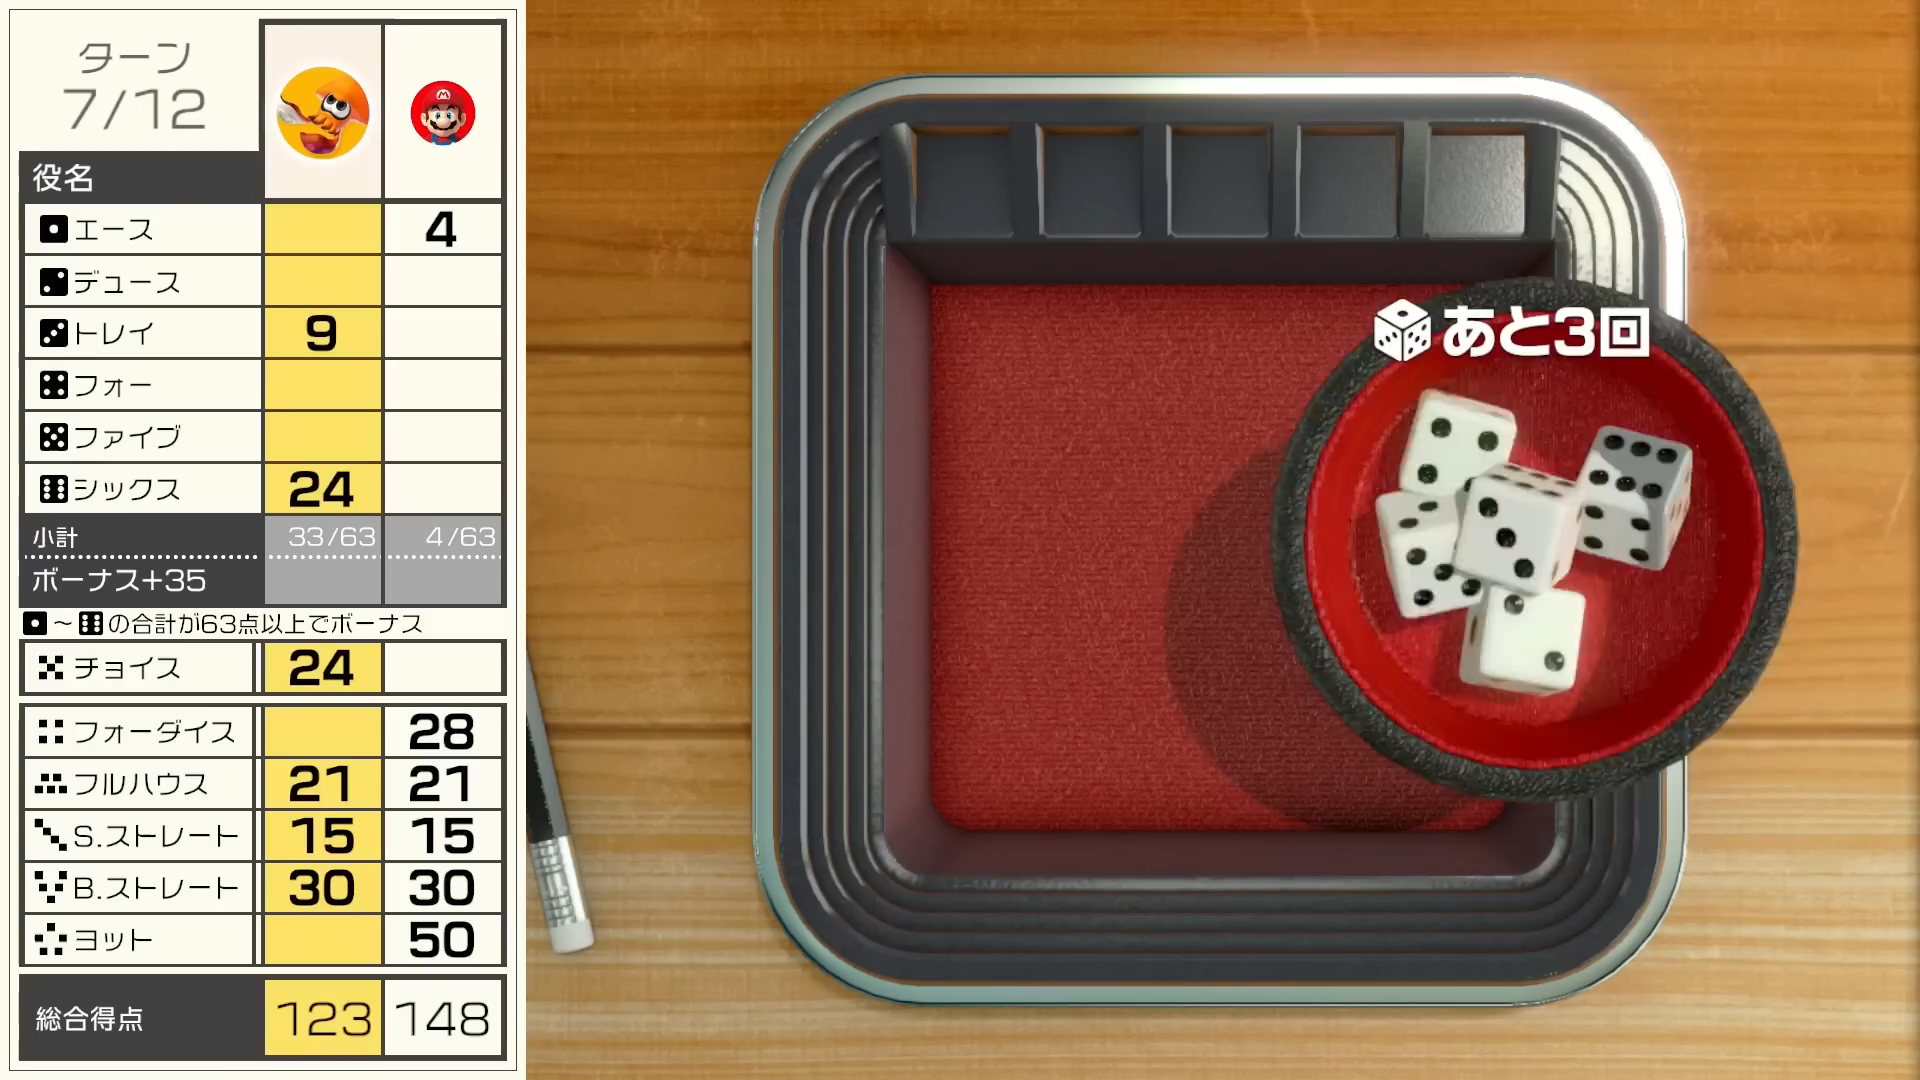 ターン
7/12
役名
エース 4
デュース
トレイ 9
フォー
ファイブ
シックス 24
小計 33/63 4/63
ボーナス+35
～の合計が63点以上でボーナス
チョイス 24
フォーダイス 28
フルハウス 21 21
S.ストレート 15 15
B.ストレート 30 30
ヨット 50
総合得点 123 148
あと3回